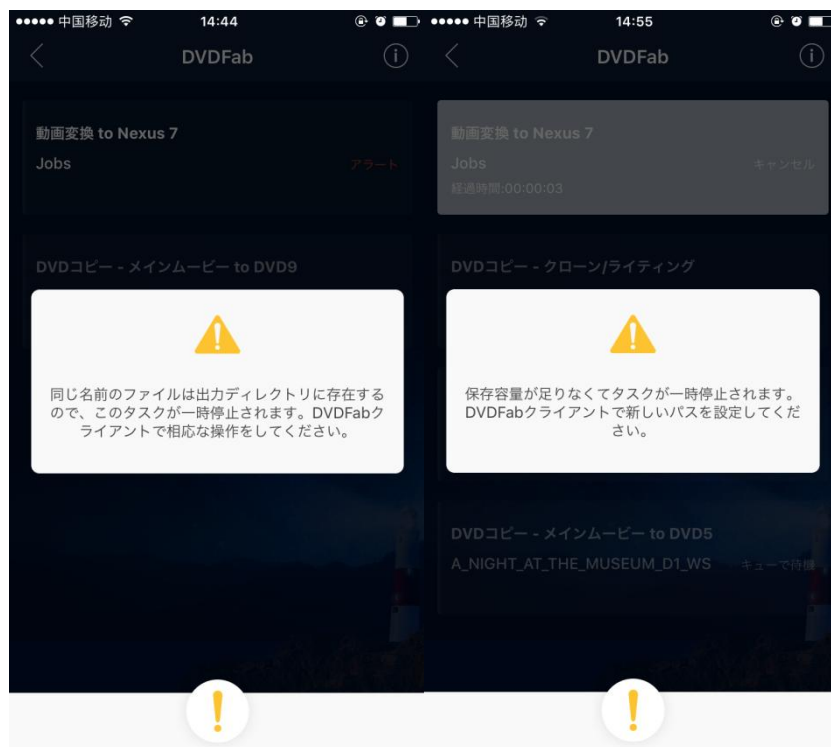 中国移动 14:44
DVDFab
動画変換 to Nexus 7
Jobs アラート
DVDコピー - メインムービー to DVD9
同じ名前のファイルは出力ディレクトリに存在する
ので、このタスクが一時停止されます。DVDFabク
ライアントで相応な操作をしてください。
中国移动 14:55
DVDFab
動画変換 to Nexus 7
Jobs キャンセル
経過時間:00:00:03
DVDコピー - クローン/ライティング
保存容量が足りなくてタスクが一時停止されます。
DVDFabクライアントで新しいパスを設定してくだ
さい。
DVDコピー - メインムービー to DVD5
A_NIGHT_AT_THE_MUSEUM_D1_WS キューで待機